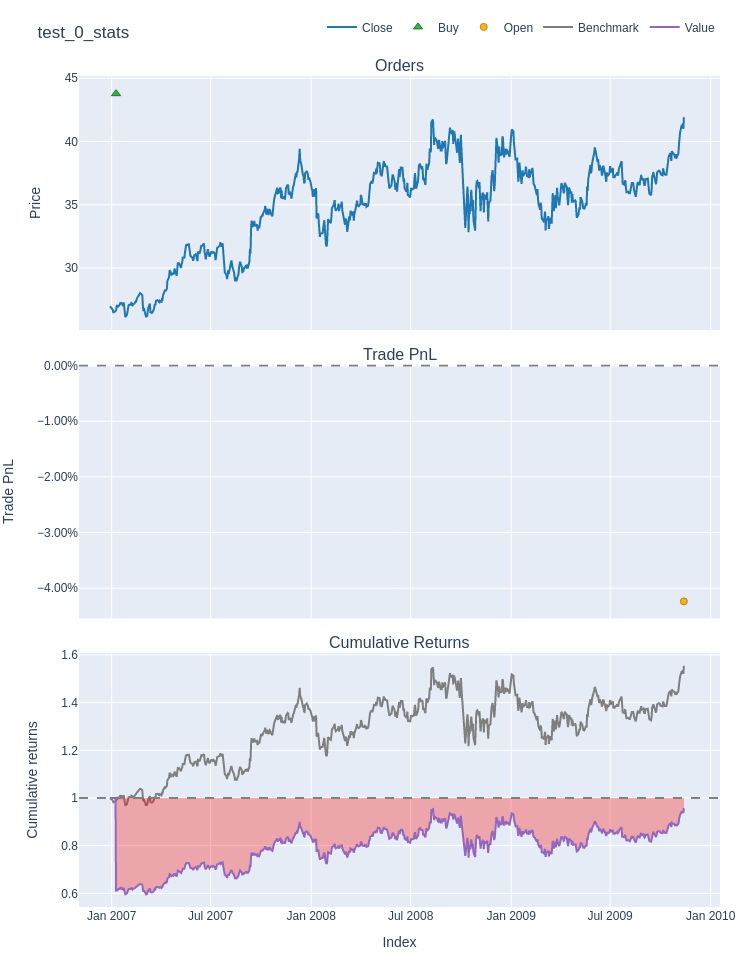 test_0_stats
Close
Buy
Open
Benchmark
Value
Orders
45
40
35
30
Price
Trade PnL
0.00%
−1.00%
−2.00%
−3.00%
−4.00%
Trade PnL
Cumulative Returns
1.6
1.4
1.2
1
0.8
0.6
Cumulative returns
Jan 2007
Jul 2007
Jan 2008
Jul 2008
Jan 2009
Jul 2009
Jan 2010
Index